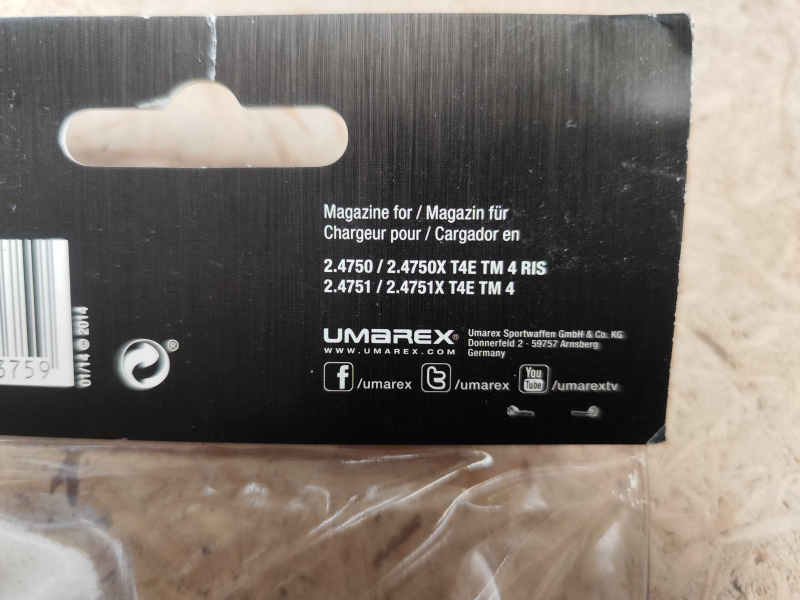 Magazine for / Magazin für
Chargeur pour / Cargador en
2.4750 / 2.4750X T4E TM 4 RIS
2.4751 / 2.4751X T4E TM 4
UMAREX®
WWW.UMAREX.COM
Umarex Sportwaffen GmbH & Co. KG
Donnerfeld 2 · 59757 Arnsberg
Germany
f /umarex
t /umarex
You Tube /umarextv
3759
01/14 © 2014
®